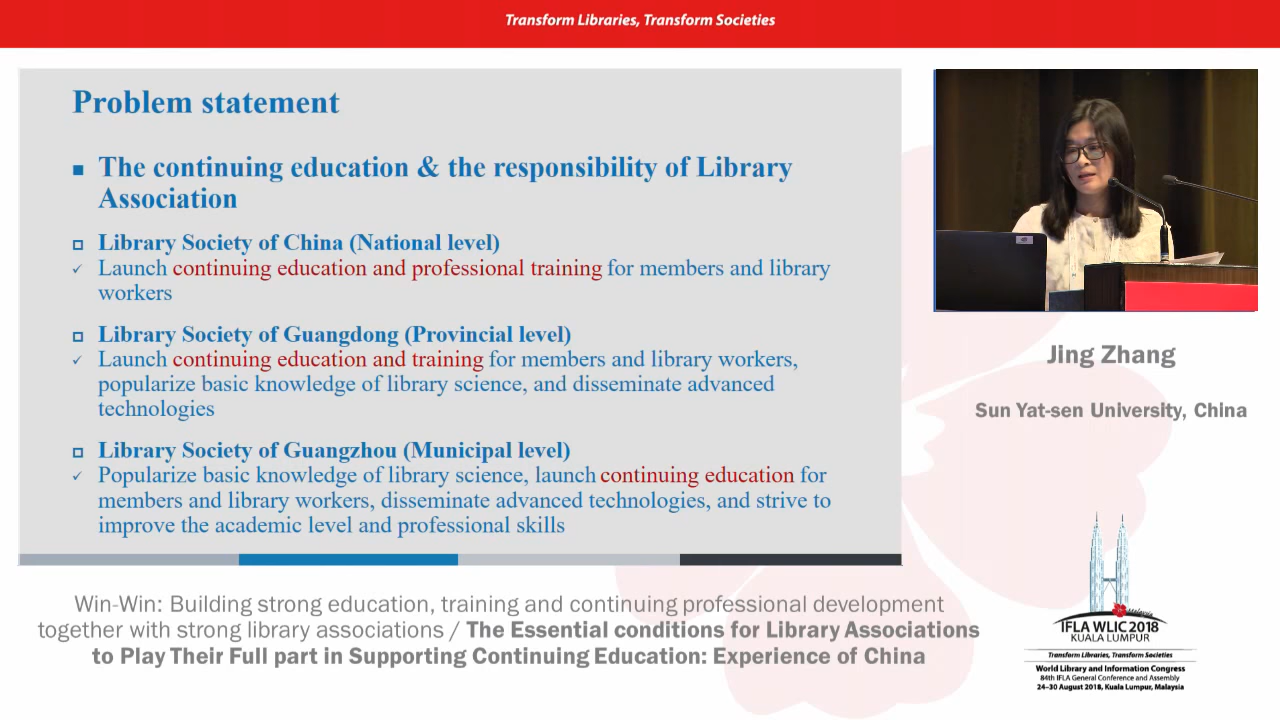 Transform Libraries, Transform Societies
Problem statement
The continuing education & the responsibility of Library
Association
Library Society of China (National level)
Launch continuing education and professional training for members and library
workers
Library Society of Guangdong (Provincial level)
Launch continuing education and training for members and library workers,
popularize basic knowledge of library science, and disseminate advanced
technologies
Library Society of Guangzhou (Municipal level)
Popularize basic knowledge of library science, launch continuing education for
members and library workers, disseminate advanced technologies, and strive to
improve the academic level and professional skills
Jing Zhang
Sun Yat-sen University, China
Win-Win: Building strong education, training and continuing professional development
together with strong library associations / The Essential conditions for Library Associations
to Play Their Full part in Supporting Continuing Education: Experience of China
Malaysia
IFLA WLIC 2018
KUALA LUMPUR
Transform Libraries, Transform Societies
World Library and Information Congress
84th IFLA General Conference and Assembly
24–30 August 2018, Kuala Lumpur, Malaysia